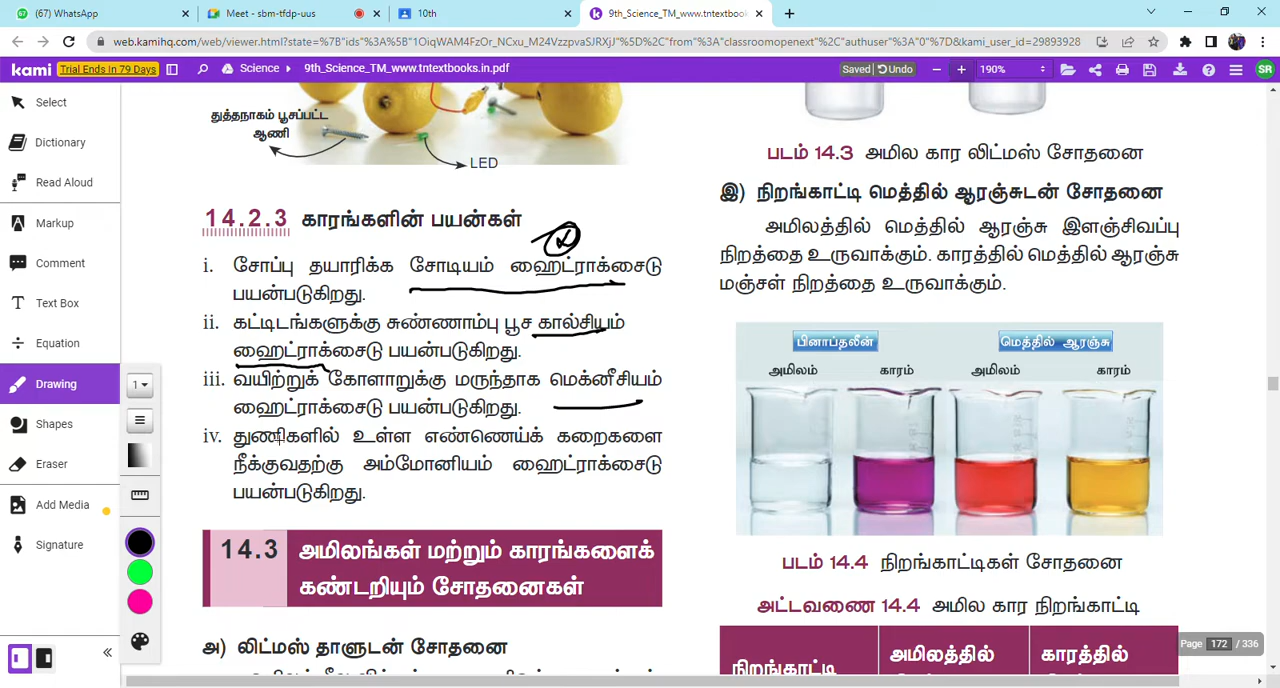 (67) WhatsApp
Meet - sbm-tfdp-uus
10th
9th_Science_TM_www.tntextbook
web.kamihq.com/web/viewer.html?state=%7B"ids"%3A%5B"1OiqWAM4FzOr_NCxu_M24VzzpvaSJRXjJ"%5D%2C"from"%3A"classroomopennext"%2C"authuser"%3A"0"%7D&kami_user_id=29893928
kami
Trial Ends In 79 Days
Science
9th_Science_TM_www.tntextbooks.in.pdf
Saved
Undo
190%
SR
Select
Dictionary
Read Aloud
Markup
Comment
Text Box
Equation
Drawing
Shapes
Eraser
Add Media
Signature
1
துத்தநாகம் பூசப்பட்ட
ஆணி
LED
14.2.3 காரங்களின் பயன்கள்
i. சோப்பு தயாரிக்க சோடியம் ஹைட்ராக்சைடு
பயன்படுகிறது.
ii. கட்டிடங்களுக்கு சுண்ணாம்பு பூச கால்சியம்
ஹைட்ராக்சைடு பயன்படுகிறது.
iii. வயிற்றுக் கோளாறுக்கு மருந்தாக மெக்னீசியம்
ஹைட்ராக்சைடு பயன்படுகிறது.
iv. துணிகளில் உள்ள எண்ணெய்க் கறைகளை
நீக்குவதற்கு அம்மோனியம் ஹைட்ராக்சைடு
பயன்படுகிறது.
14.3 அமிலங்கள் மற்றும் காரங்களைக்
கண்டறியும் சோதனைகள்
அ) லிட்மஸ் தாளுடன் சோதனை
படம் 14.3 அமில கார லிட்மஸ் சோதனை
இ) நிறங்காட்டி மெத்தில் ஆரஞ்சுடன் சோதனை
அமிலத்தில் மெத்தில் ஆரஞ்சு இளஞ்சிவப்பு
நிறத்தை உருவாக்கும். காரத்தில் மெத்தில் ஆரஞ்சு
மஞ்சள் நிறத்தை உருவாக்கும்.
பினாப்தலீன்
மெத்தில் ஆரஞ்சு
அமிலம்
காரம்
அமிலம்
காரம்
படம் 14.4 நிறங்காட்டிகள் சோதனை
அட்டவணை 14.4 அமில கார நிறங்காட்டி
நிறங்காட்டி
அமிலத்தில்
காரத்தில்
Page 172 / 336